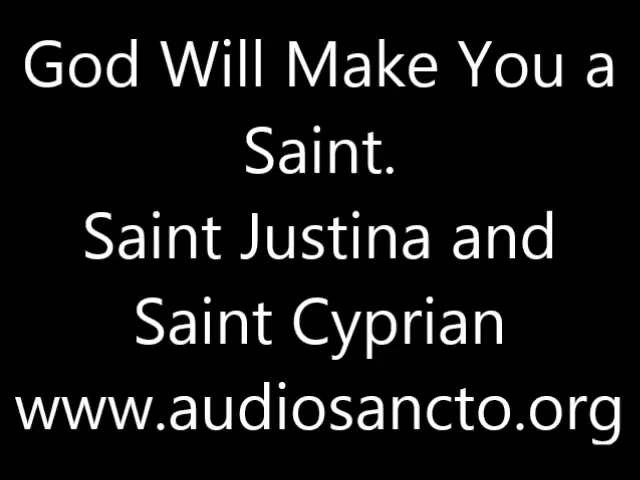 God Will Make You a
Saint.
Saint Justina and
Saint Cyprian
www.audiosancto.org